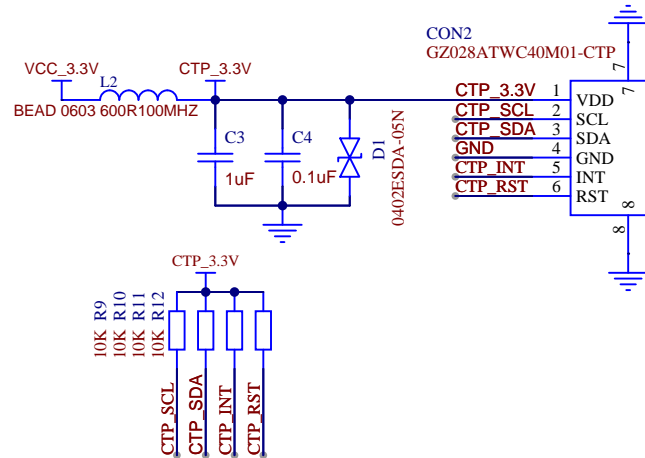 CON2
GZ028ATWC40M01-CTP
7
7
VCC_3.3V
L2
CTP_3.3V
BEAD 0603 600R100MHZ
C3
1uF
C4
0.1uF
D1
0402ESDA-05N
CTP_3.3V 1 VDD
CTP_SCL 2 SCL
CTP_SDA 3 SDA
GND 4 GND
CTP_INT 5 INT
CTP_RST 6 RST
8
8
CTP_3.3V
10K R9
10K R10
10K R11
10K R12
CTP_SCL
CTP_SDA
CTP_INT
CTP_RST